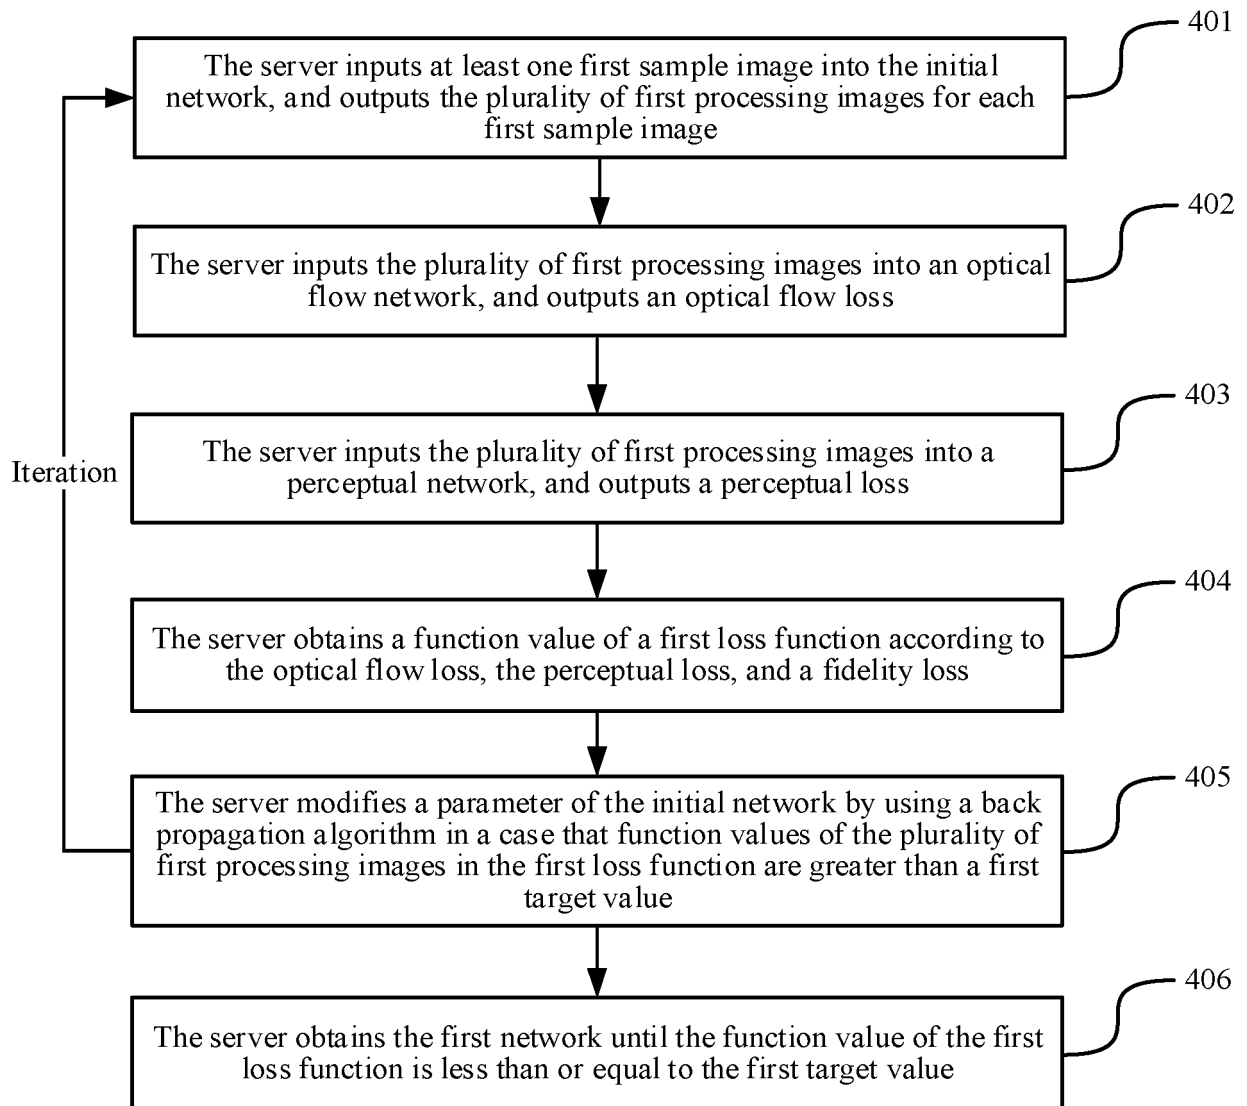 401
The server inputs at least one first sample image into the initial
network, and outputs the plurality of first processing images for each
first sample image
402
The server inputs the plurality of first processing images into an optical
flow network, and outputs an optical flow loss
403
The server inputs the plurality of first processing images into a
perceptual network, and outputs a perceptual loss
Iteration
404
The server obtains a function value of a first loss function according to
the optical flow loss, the perceptual loss, and a fidelity loss
405
The server modifies a parameter of the initial network by using a back
propagation algorithm in a case that function values of the plurality of
first processing images in the first loss function are greater than a first
target value
406
The server obtains the first network until the function value of the first
loss function is less than or equal to the first target value